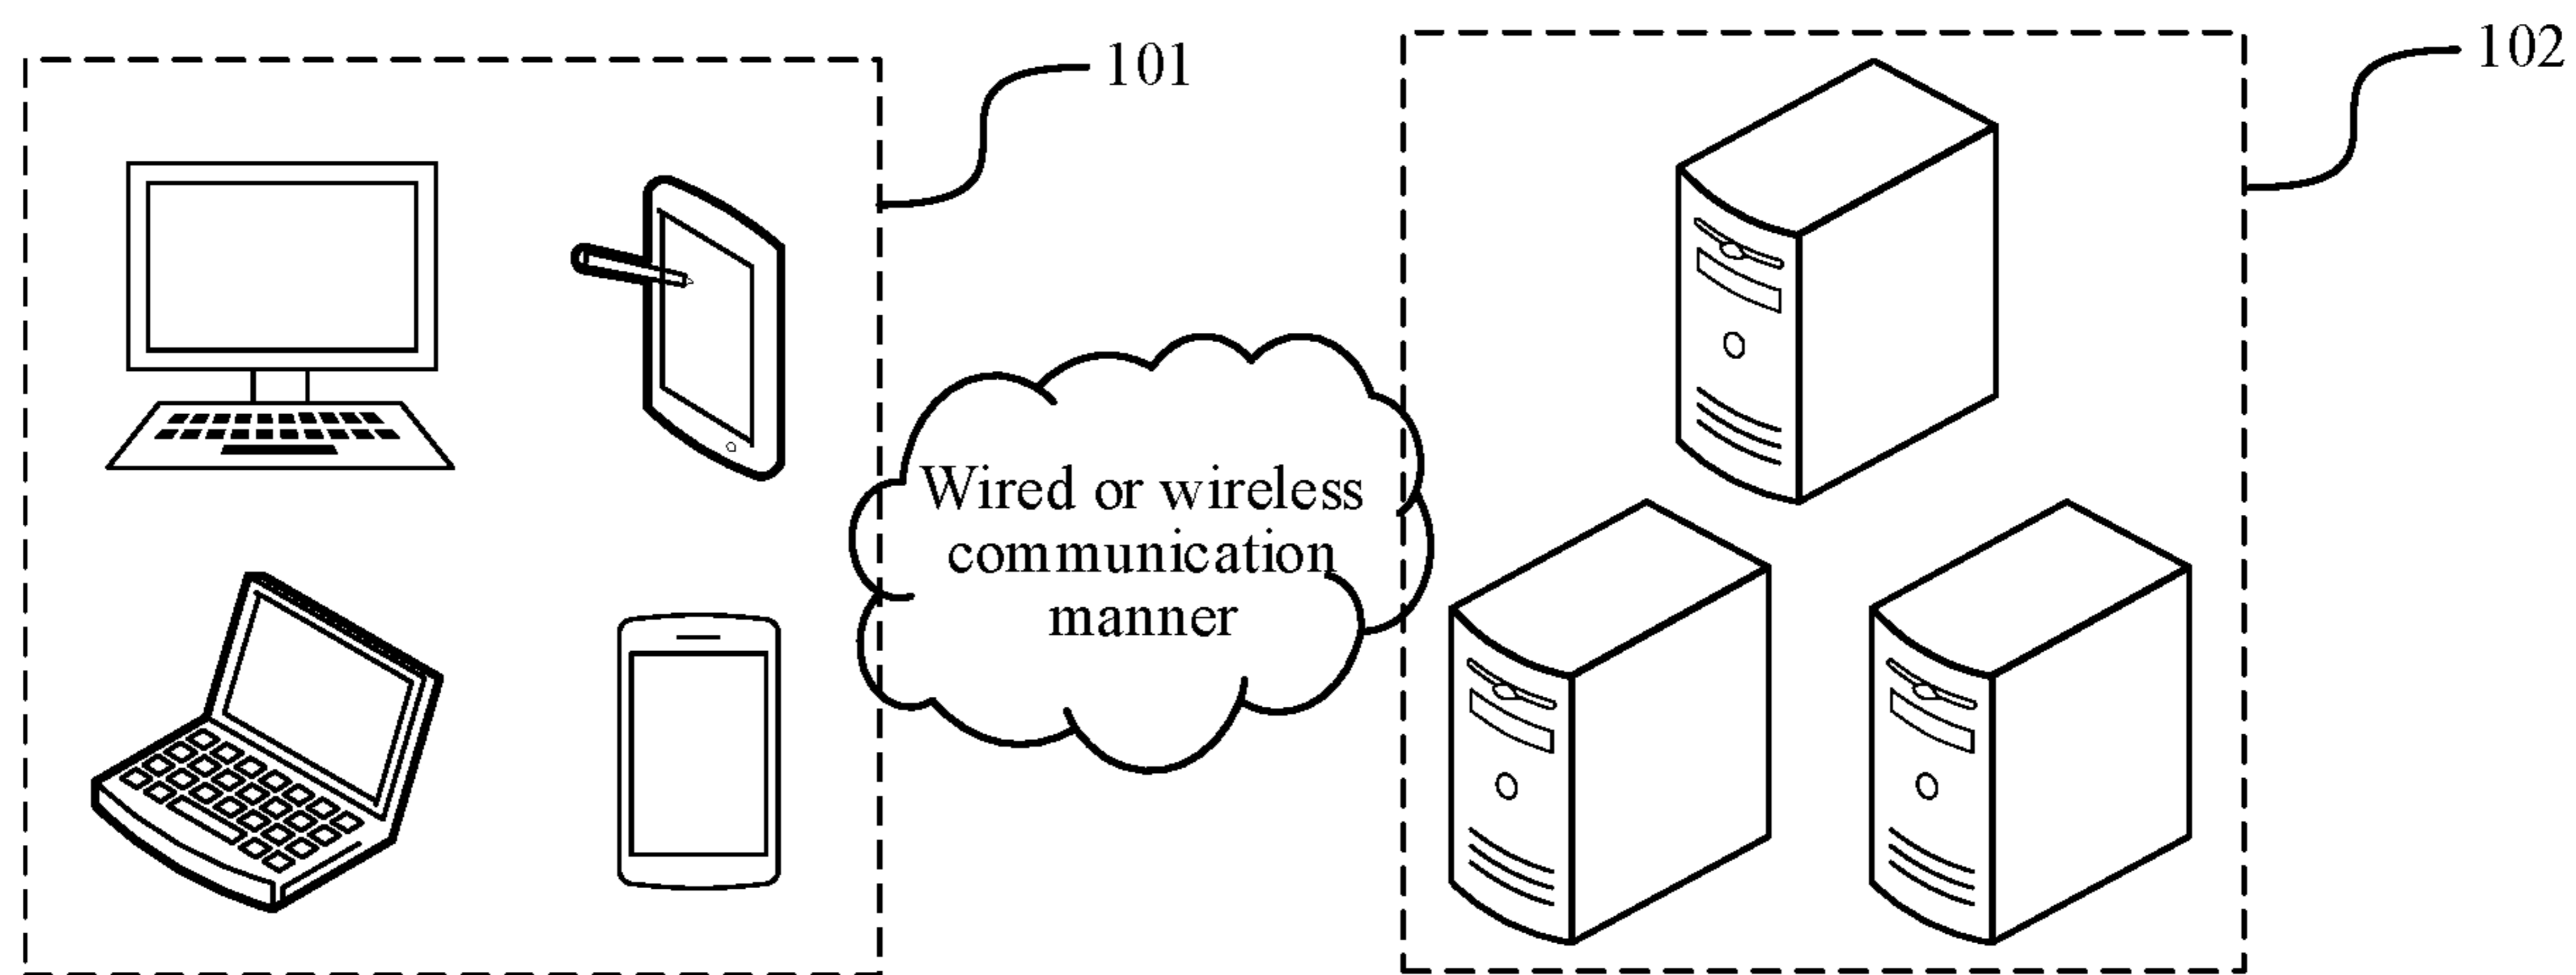 101
102
Wired or wireless
communication
manner